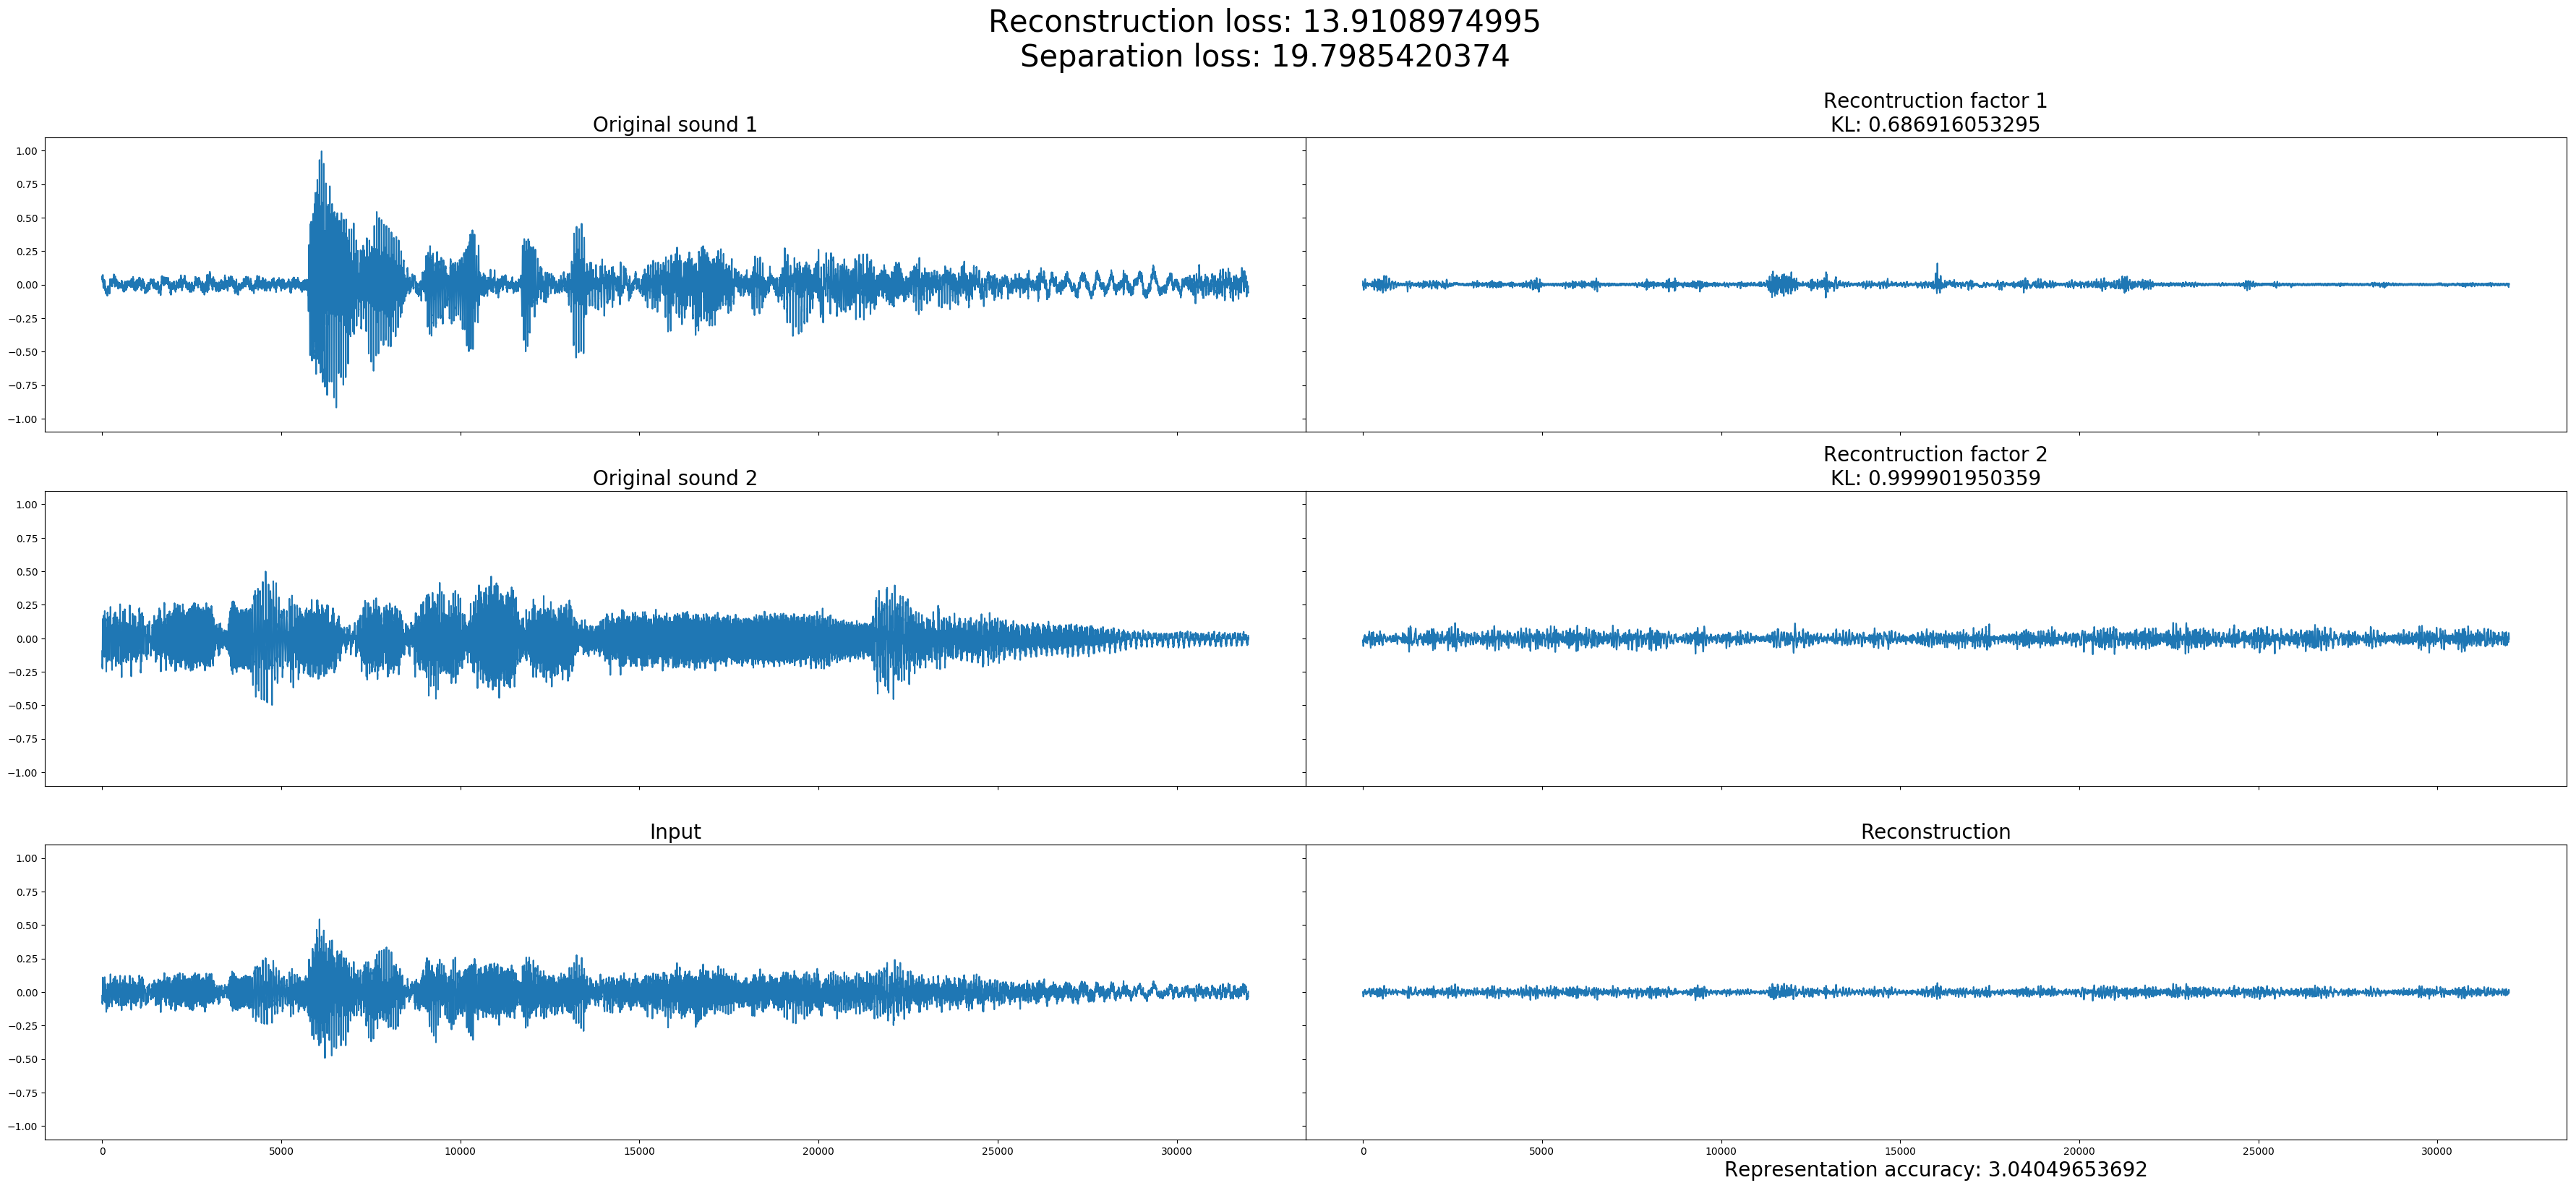 Reconstruction loss: 13.9108974995
Separation loss: 19.7985420374
Original sound 1
Recontruction factor 1
KL: 0.686916053295
1.00
0.75
0.50
0.25
0.00
−0.25
−0.50
−0.75
−1.00
Original sound 2
Recontruction factor 2
KL: 0.999901950359
1.00
0.75
0.50
0.25
0.00
−0.25
−0.50
−0.75
−1.00
Input
Reconstruction
1.00
0.75
0.50
0.25
0.00
−0.25
−0.50
−0.75
−1.00
0 5000 10000 15000 20000 25000 30000
0 5000 10000 15000 20000 25000 30000
Representation accuracy: 3.04049653692